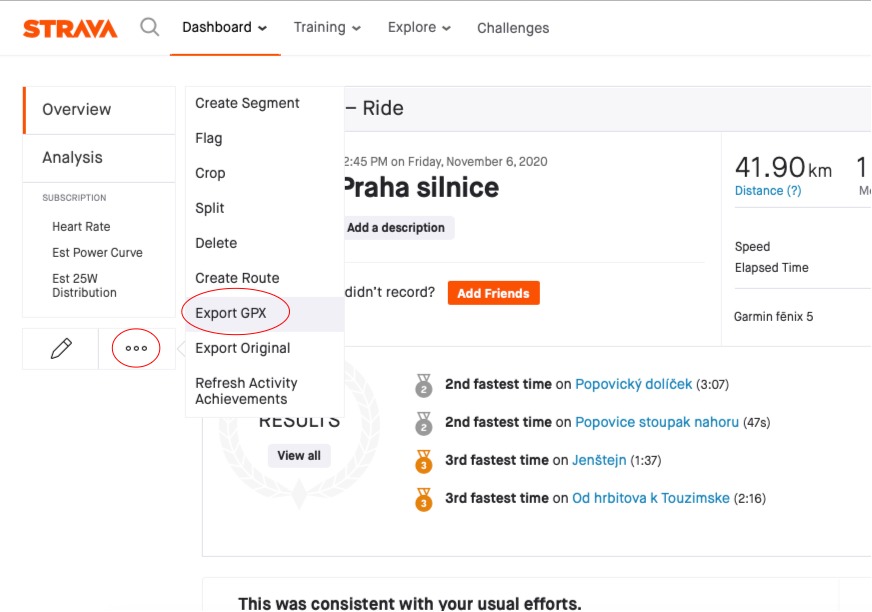 STRAVA
Dashboard
Training
Explore
Challenges
Overview
Analysis
SUBSCRIPTION
Heart Rate
Est Power Curve
Est 25W
Distribution
Create Segment
Flag
Crop
Split
Delete
Create Route
Export GPX
Export Original
Refresh Activity
Achievements
– Ride
2:45 PM on Friday, November 6, 2020
Praha silnice
Add a description
didn't record?
Add Friends
41.90 km
Distance (?)
1
Mo
Speed
Elapsed Time
Garmin fēnix 5
RESULTS
View all
2 2nd fastest time on Popovický dolíček (3:07)
2 2nd fastest time on Popovice stoupak nahoru (47s)
3 3rd fastest time on Jenštejn (1:37)
3 3rd fastest time on Od hrbitova k Touzimske (2:16)
This was consistent with your usual efforts.